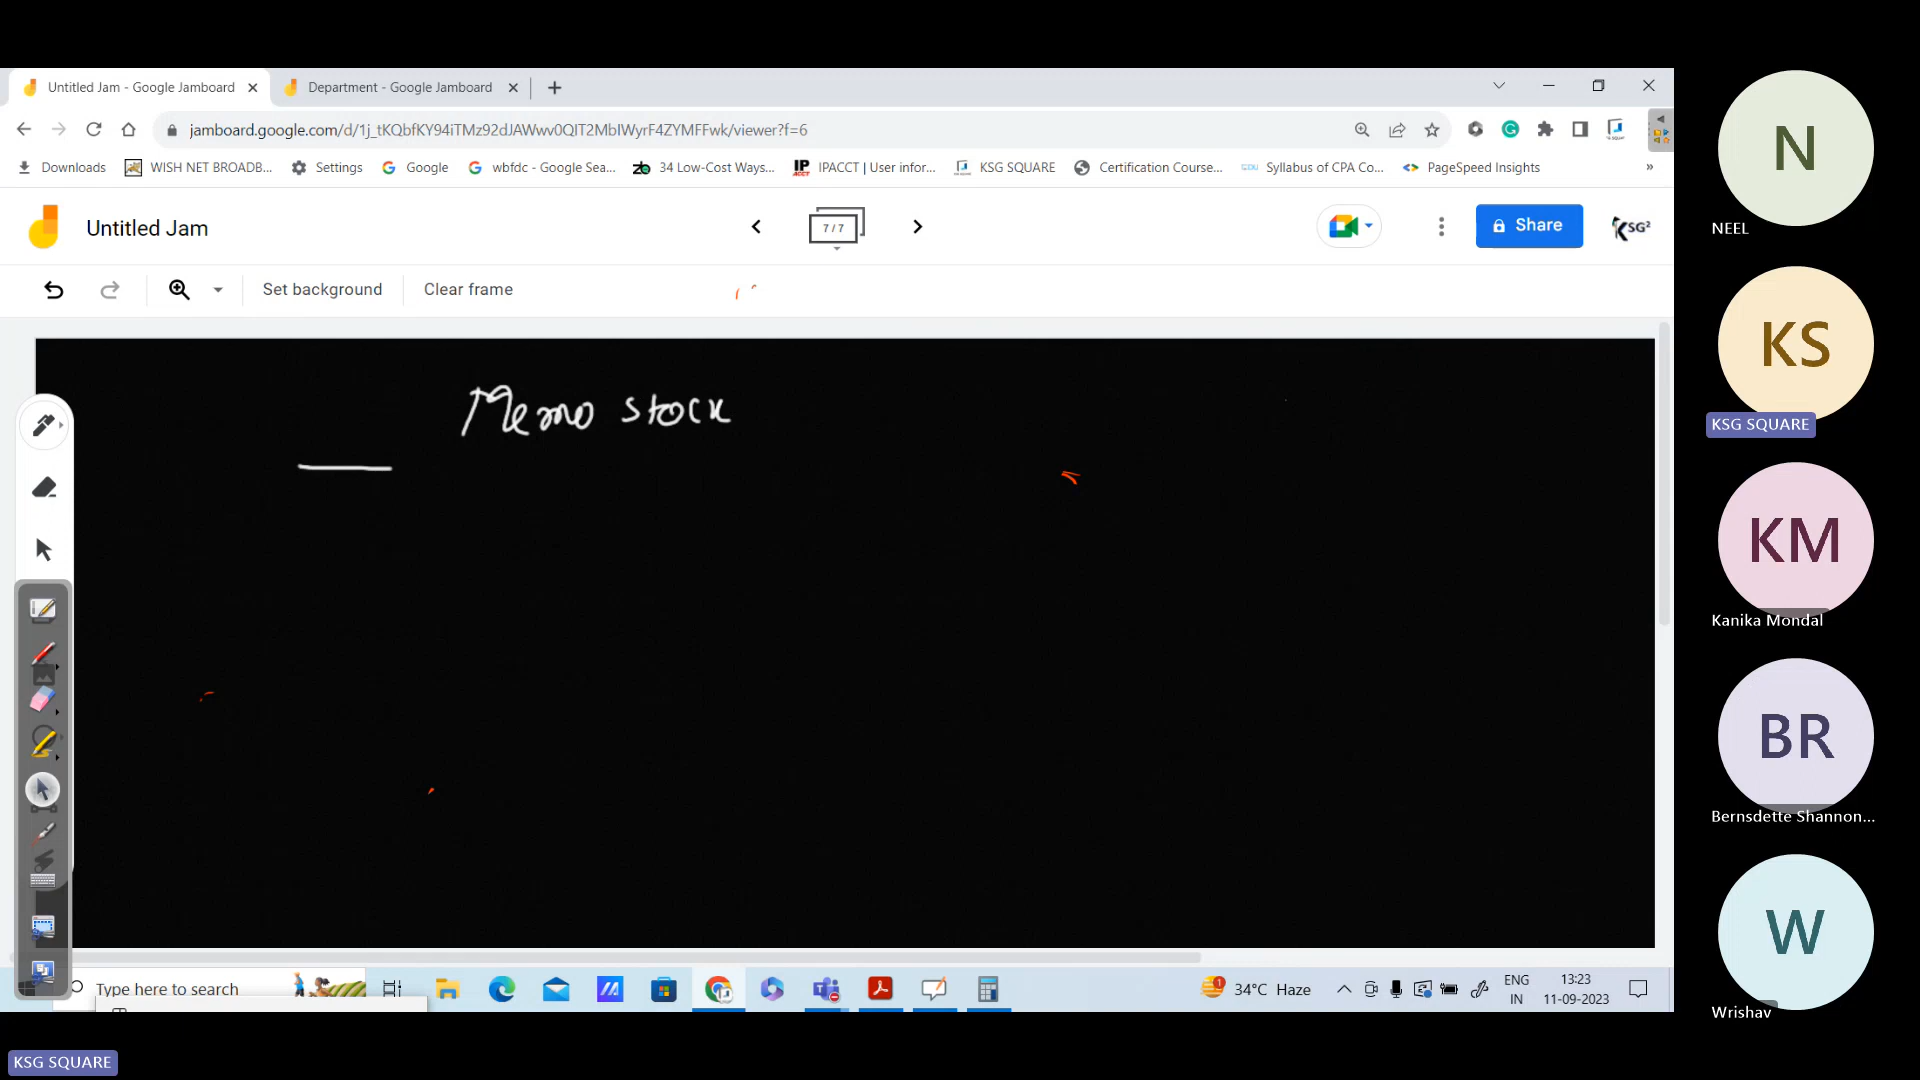 Untitled Jam - Google Jamboard
Department - Google Jamboard
jamboard.google.com/d/1j_tKQbfKY94iTMz92dJAWwv0QIT2MbIWyrF4ZYMFFwk/viewer?f=6
Downloads
WISH NET BROADB...
Settings
Google
wbfdc - Google Sea...
34 Low-Cost Ways...
IPACCT | User infor...
KSG SQUARE
Certification Course...
Syllabus of CPA Co...
PageSpeed Insights
Untitled Jam
7 / 7
Share
KSG²
Set background
Clear frame
Memo stock
Type here to search
34°C Haze
ENG
IN
13:23
11-09-2023
N
NEEL
KS
KSG SQUARE
KM
Kanika Mondal
BR
Bernsdette Shannon...
W
Wrishav
KSG SQUARE